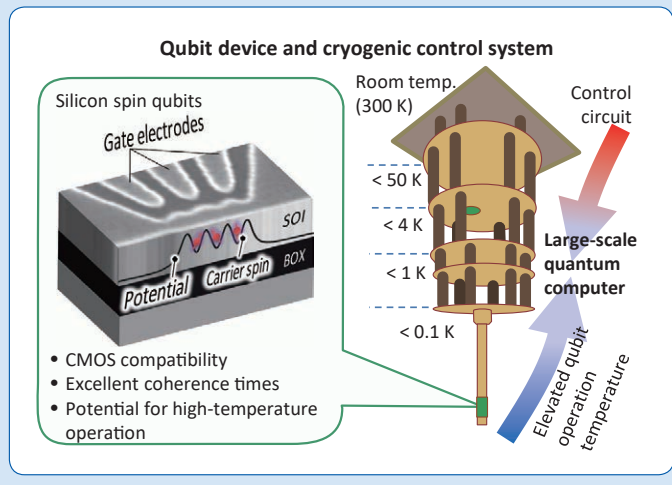 Qubit device and cryogenic control system
Silicon spin qubits
Gate electrodes
SOI
BOX
Potential
Carrier spin
• CMOS compatibility
• Excellent coherence times
• Potential for high-temperature
operation
Room temp.
(300 K)
< 50 K
< 4 K
< 1 K
< 0.1 K
Control
circuit
Large-scale
quantum
computer
Elevated qubit
operation
temperature